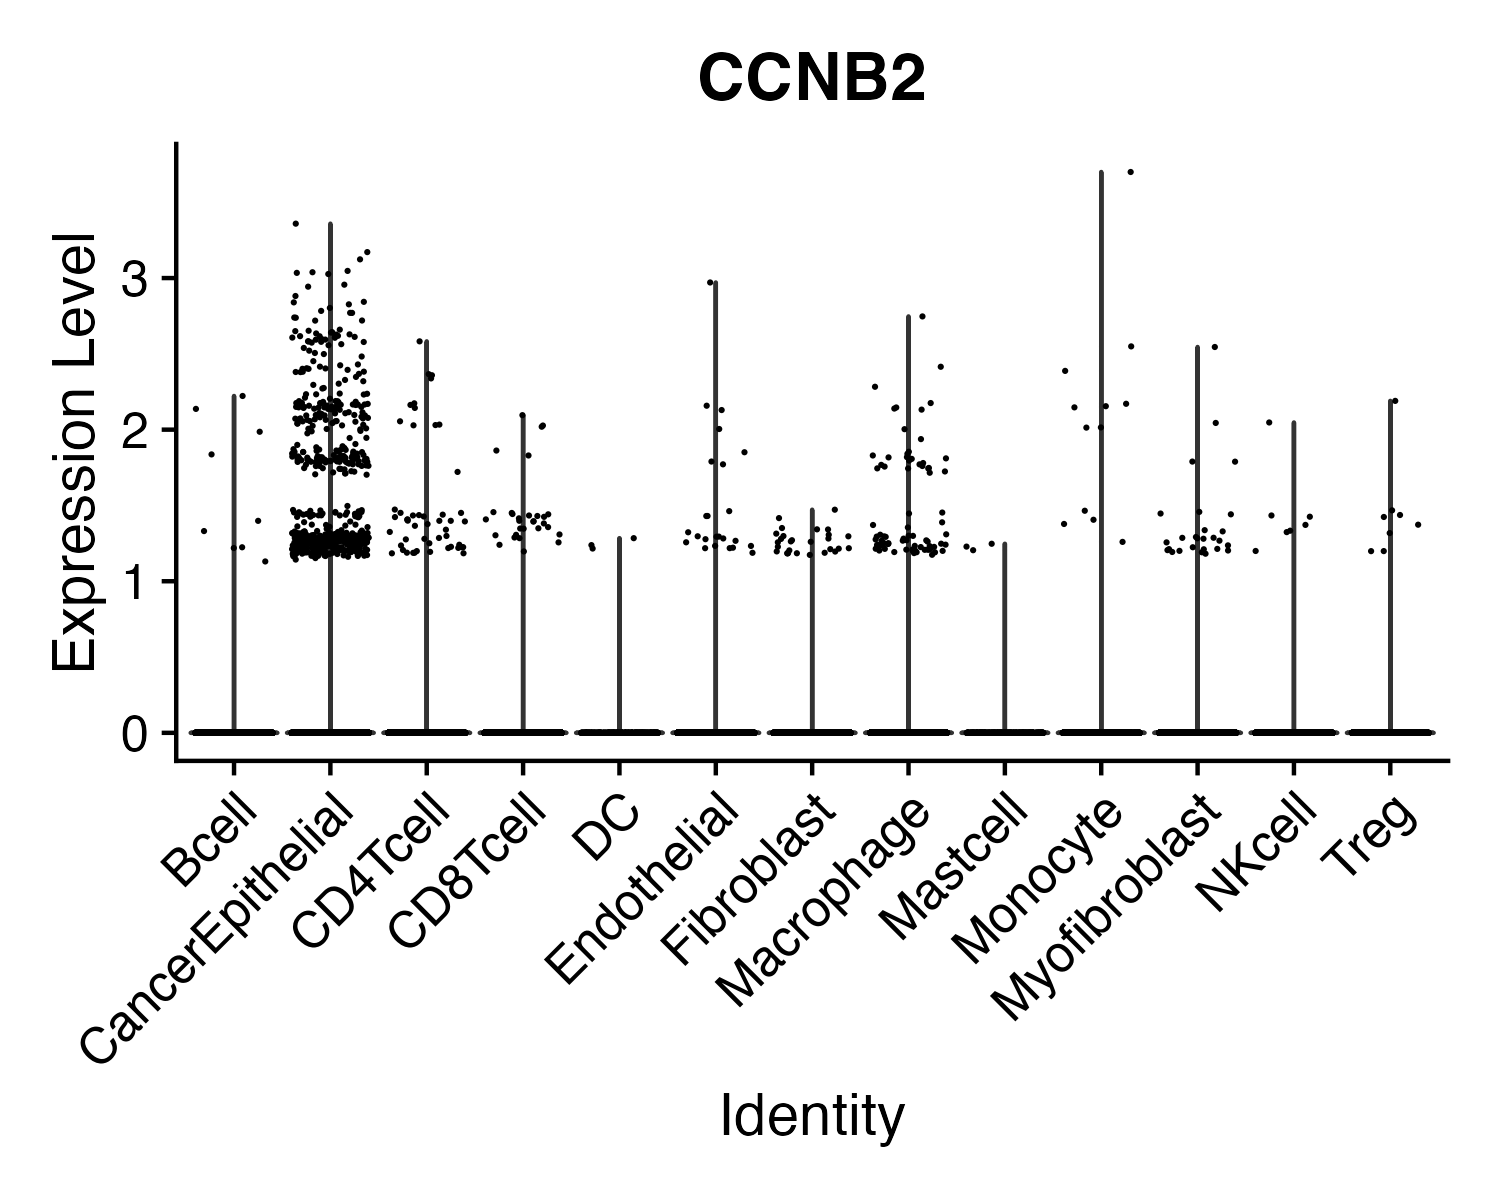 CCNB2
Expression Level
3
2
1
0
Bcell
CancerEpithelial
CD4Tcell
CD8Tcell
DC
Endothelial
Fibroblast
Macrophage
Mastcell
Monocyte
Myofibroblast
NKcell
Treg
Identity